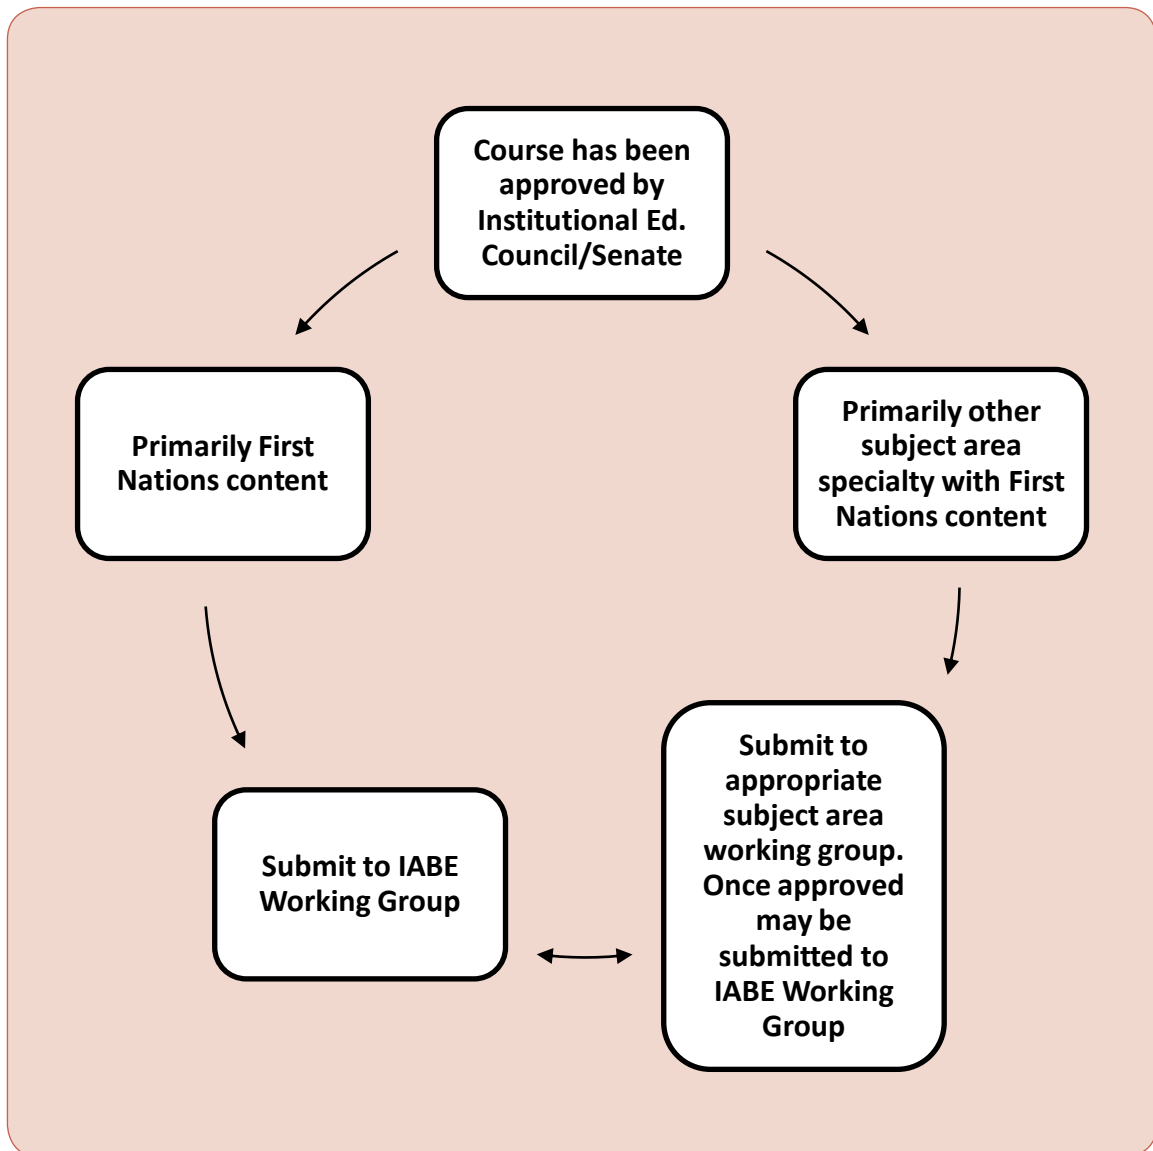 Course has been
approved by
Institutional Ed.
Council/Senate
Primarily First
Nations content
Primarily other
subject area
specialty with First
Nations content
Submit to IABE
Working Group
Submit to
appropriate
subject area
working group.
Once approved
may be
submitted to
IABE Working
Group